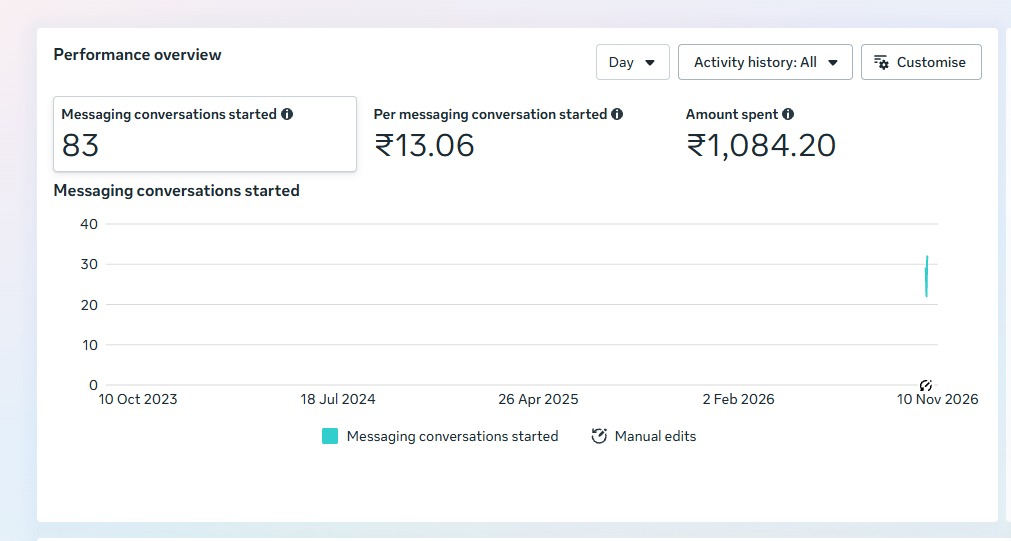 Performance overview
Day
Activity history: All
Customise
Messaging conversations started
83
Per messaging conversation started
₹13.06
Amount spent
₹1,084.20
Messaging conversations started
40
30
20
10
0
10 Oct 2023
18 Jul 2024
26 Apr 2025
2 Feb 2026
10 Nov 2026
Messaging conversations started
Manual edits